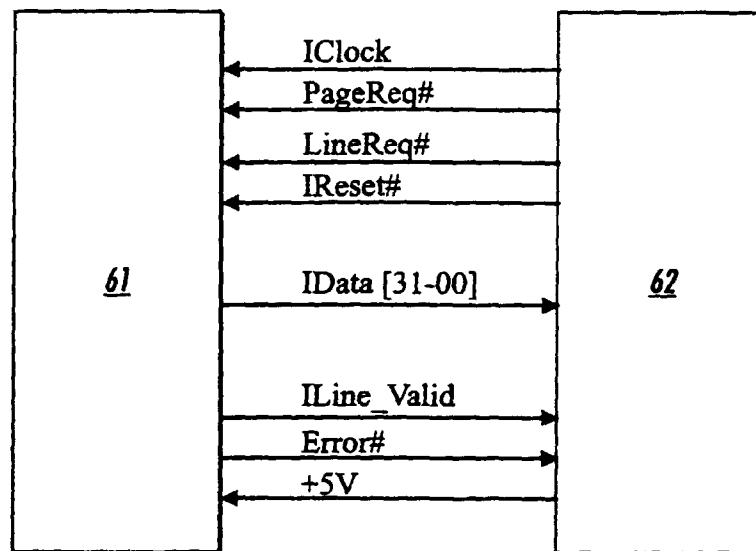 IClock
PageReq#
LineReq#
IReset#
61
IData [31-00]
62
ILine_Valid
Error#
+5V